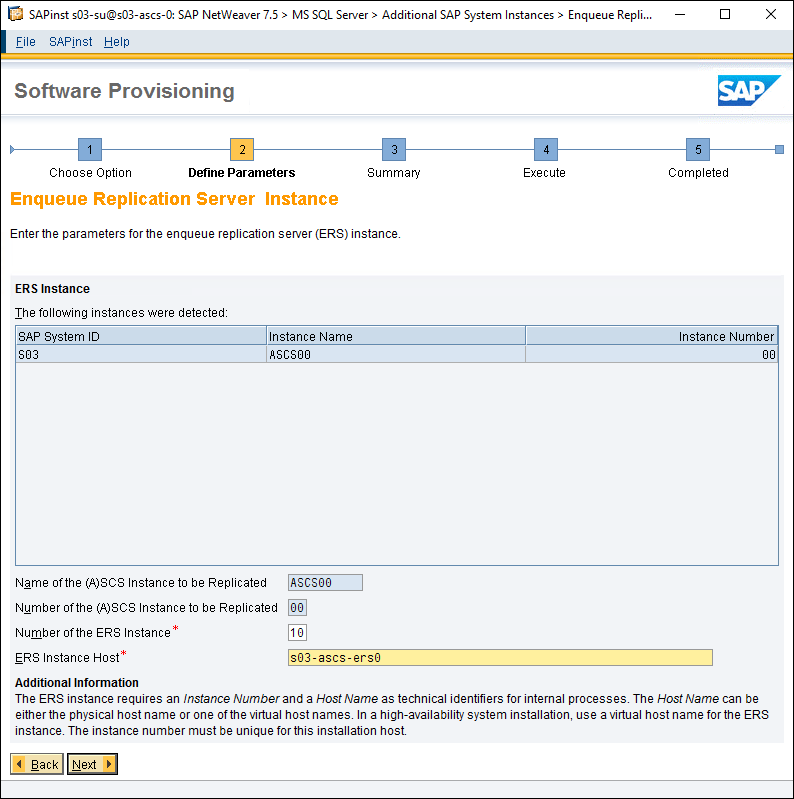 SAPinst s03-su@s03-ascs-0: SAP NetWeaver 7.5 > MS SQL Server > Additional SAP System Instances > Enqueue Repli...
File SAPinst Help
Software Provisioning
SAP
1 2 3 4 5
Choose Option Define Parameters Summary Execute Completed
Enqueue Replication Server Instance
Enter the parameters for the enqueue replication server (ERS) instance.
ERS Instance
The following instances were detected:
SAP System ID Instance Name Instance Number
S03 ASCS00 00
Name of the (A)SCS Instance to be Replicated ASCS00
Number of the (A)SCS Instance to be Replicated 00
Number of the ERS Instance* 10
ERS Instance Host* s03-ascs-ers0
Additional Information
The ERS instance requires an Instance Number and a Host Name as technical identifiers for internal processes. The Host Name can be
either the physical host name or one of the virtual host names. In a high-availability system installation, use a virtual host name for the ERS
instance. The instance number must be unique for this installation host.
Back Next